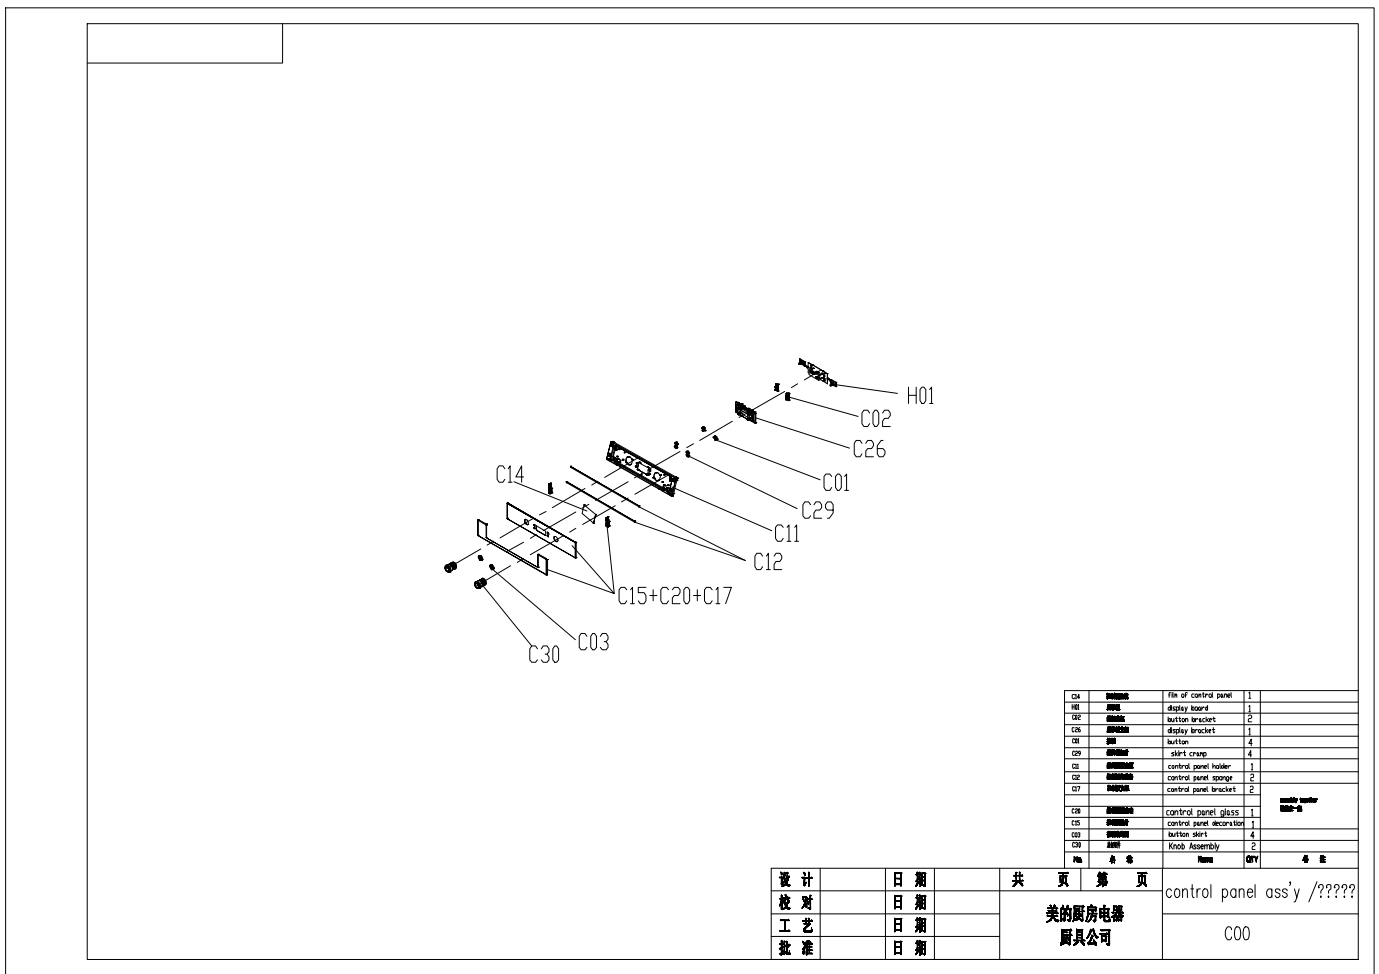 H01
C02
C26
C14
C01
C29
C11
C12
C15+C20+C17
C03
C30
C14 film of control panel 1
H01 display board 1
C02 button bracket 2
C26 display bracket 1
C01 button 4
C29 skirt cramp 4
C11 control panel holder 1
C12 control panel sponge 2
C17 control panel bracket 2
C20 control panel glass 1
C15 control panel decoration 1
C03 button skirt 4
C30 Knob Assembly 2
No. 名 称 Name QTY 备 注
设 计 日 期 共 页 第 页
control panel ass'y /?????
校 对 日 期
美的厨房电器
工 艺 日 期
厨具公司
C00
批 准 日 期